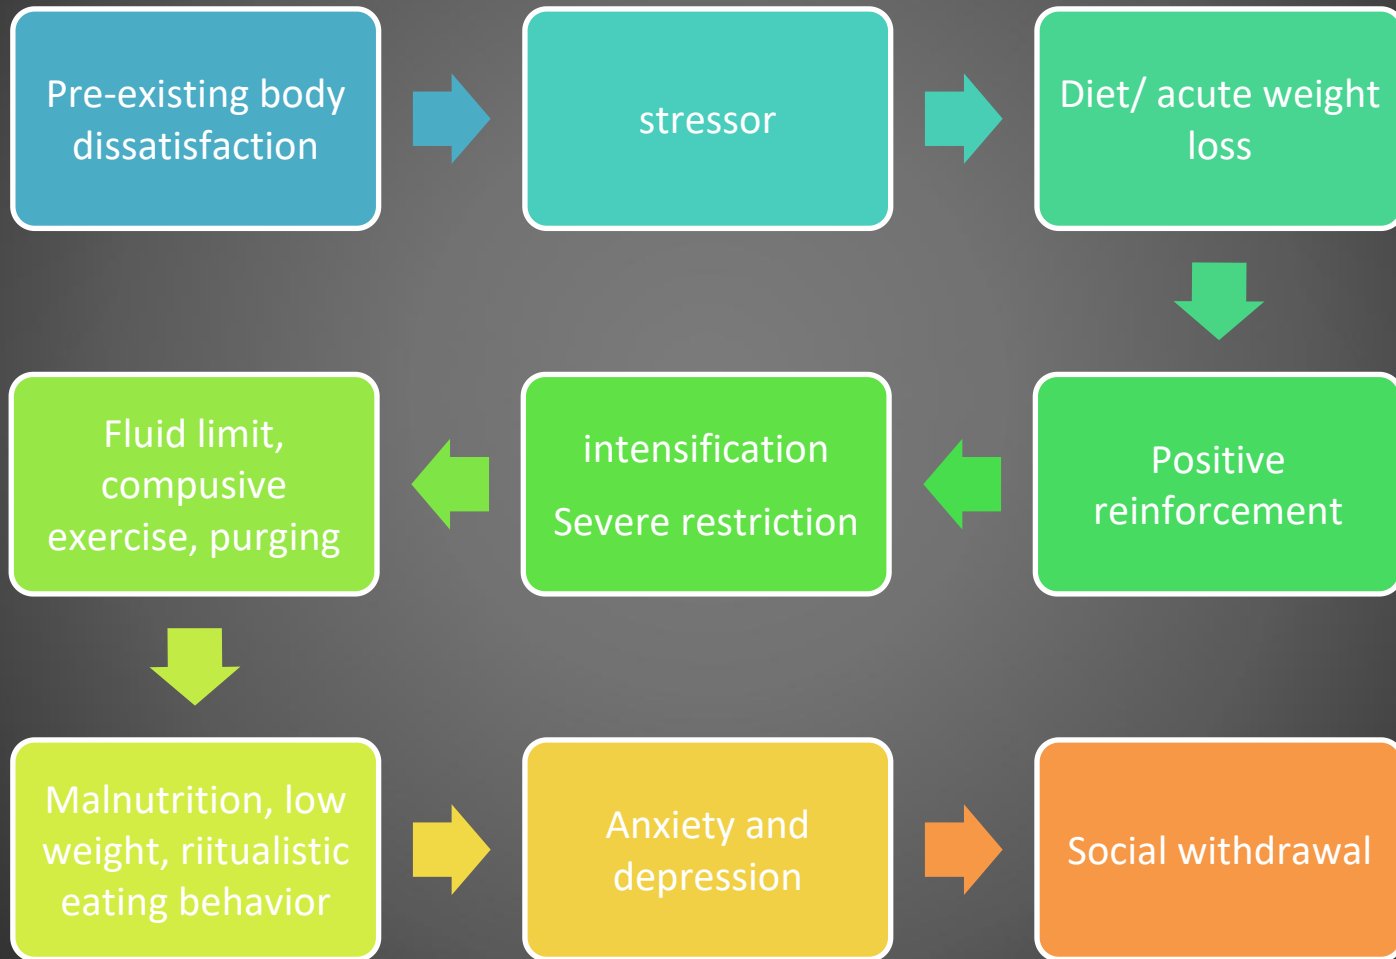 Pre-existing body
dissatisfaction
stressor
Diet/ acute weight
loss
Positive
reinforcement
intensification
Severe restriction
Fluid limit,
compusive
exercise, purging
Malnutrition, low
weight, riitualistic
eating behavior
Anxiety and
depression
Social withdrawal